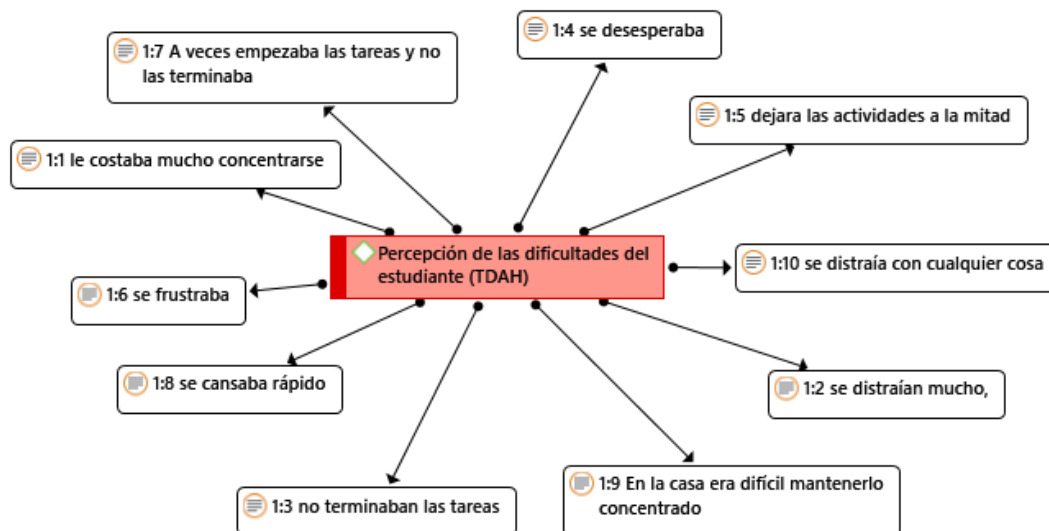 1:4 se desesperaba
1:7 A veces empezaba las tareas y no
las terminaba
1:5 dejara las actividades a la mitad
1:1 le costaba mucho concentrarse
Percepción de las dificultades del
estudiante (TDAH)
1:10 se distraía con cualquier cosa
1:6 se frustraba
1:8 se cansaba rápido
1:2 se distraían mucho,
1:9 En la casa era difícil mantenerlo
concentrado
1:3 no terminaban las tareas